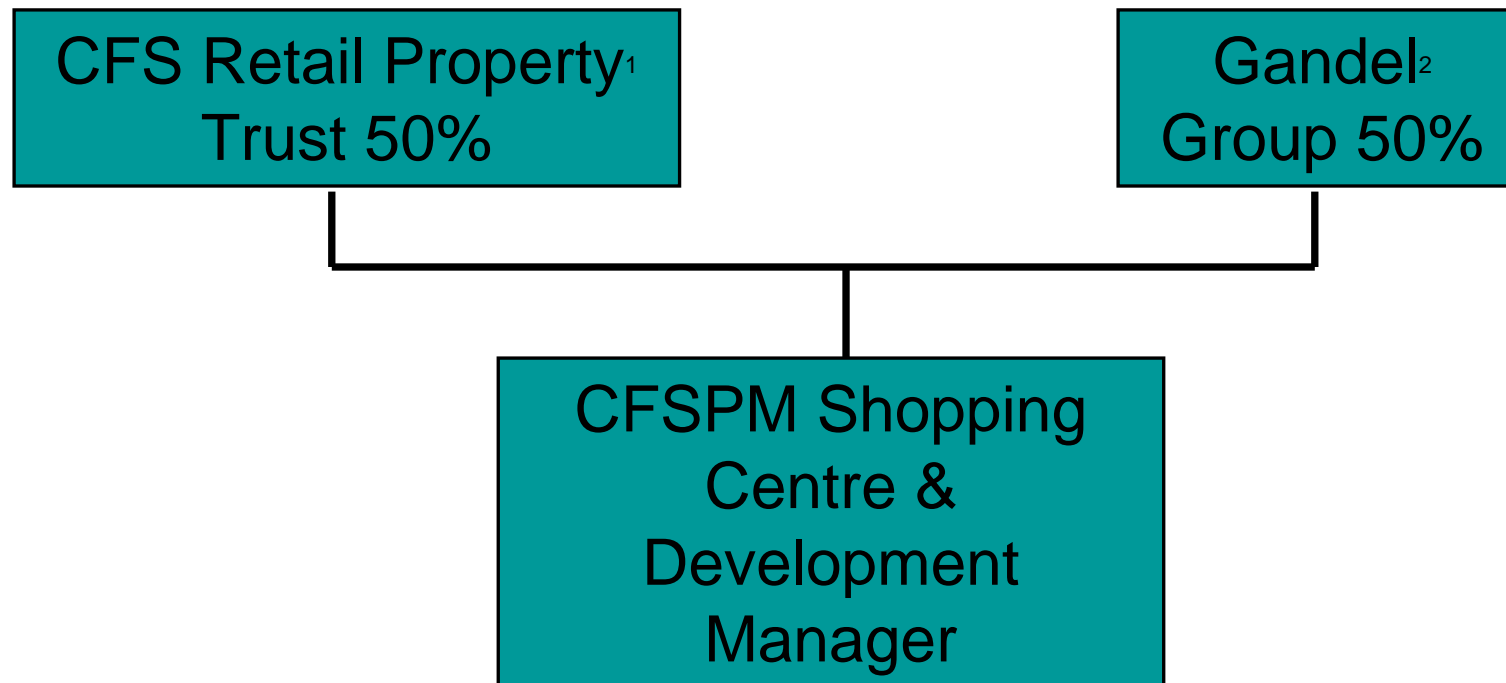 CFS Retail Property¹
Trust 50%
Gandel²
Group 50%
CFSPM Shopping
Centre &
Development
Manager